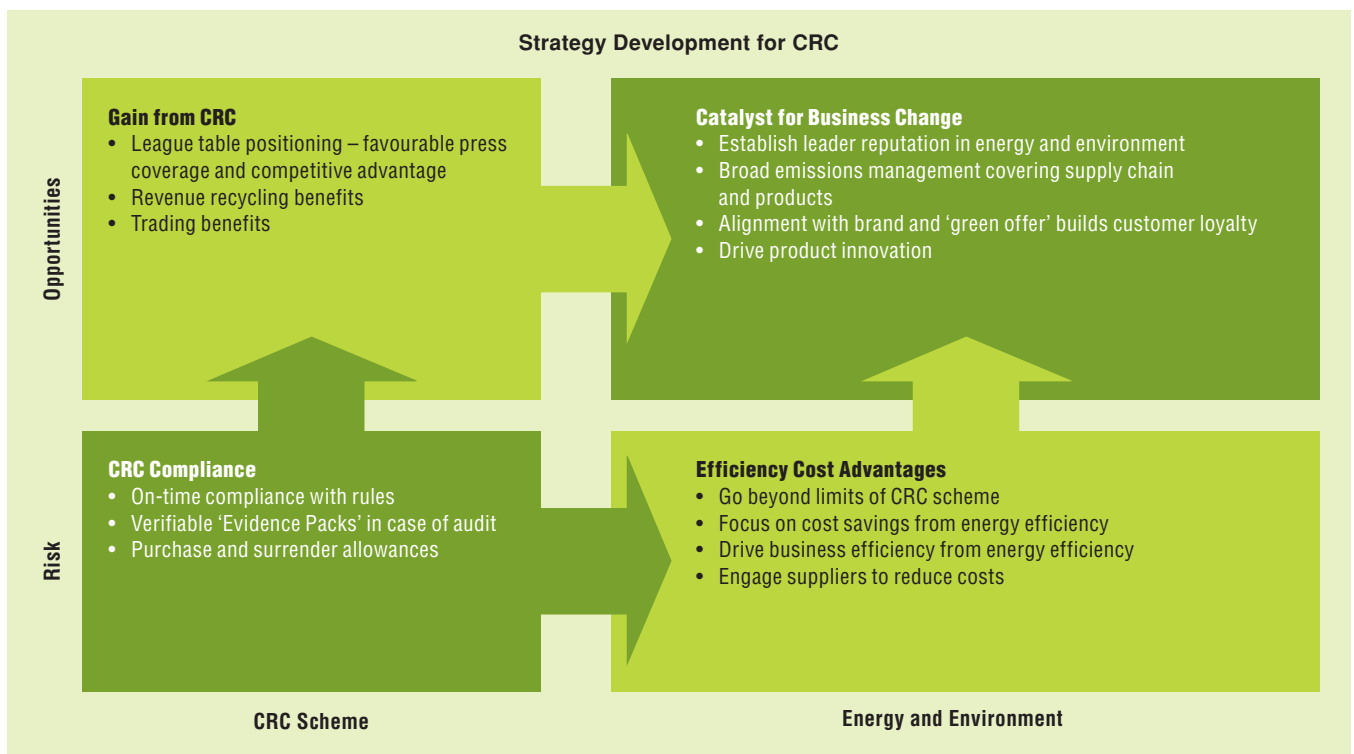 Strategy Development for CRC
Opportunities
Gain from CRC
• League table positioning – favourable press
coverage and competitive advantage
• Revenue recycling benefits
• Trading benefits
Catalyst for Business Change
• Establish leader reputation in energy and environment
• Broad emissions management covering supply chain
and products
• Alignment with brand and ‘green offer’ builds customer loyalty
• Drive product innovation
Risk
CRC Compliance
• On-time compliance with rules
• Verifiable ‘Evidence Packs’ in case of audit
• Purchase and surrender allowances
Efficiency Cost Advantages
• Go beyond limits of CRC scheme
• Focus on cost savings from energy efficiency
• Drive business efficiency from energy efficiency
• Engage suppliers to reduce costs
CRC Scheme
Energy and Environment